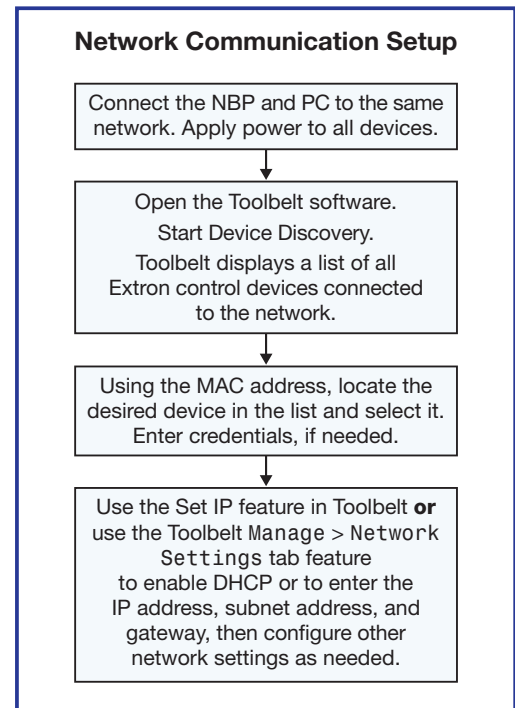 Network Communication Setup
Connect the NBP and PC to the same
network. Apply power to all devices.
Open the Toolbelt software.
Start Device Discovery.
Toolbelt displays a list of all
Extron control devices connected
to the network.
Using the MAC address, locate the
desired device in the list and select it.
Enter credentials, if needed.
Use the Set IP feature in Toolbelt or
use the Toolbelt Manage > Network
Settings tab feature
to enable DHCP or to enter the
IP address, subnet address, and
gateway, then configure other
network settings as needed.